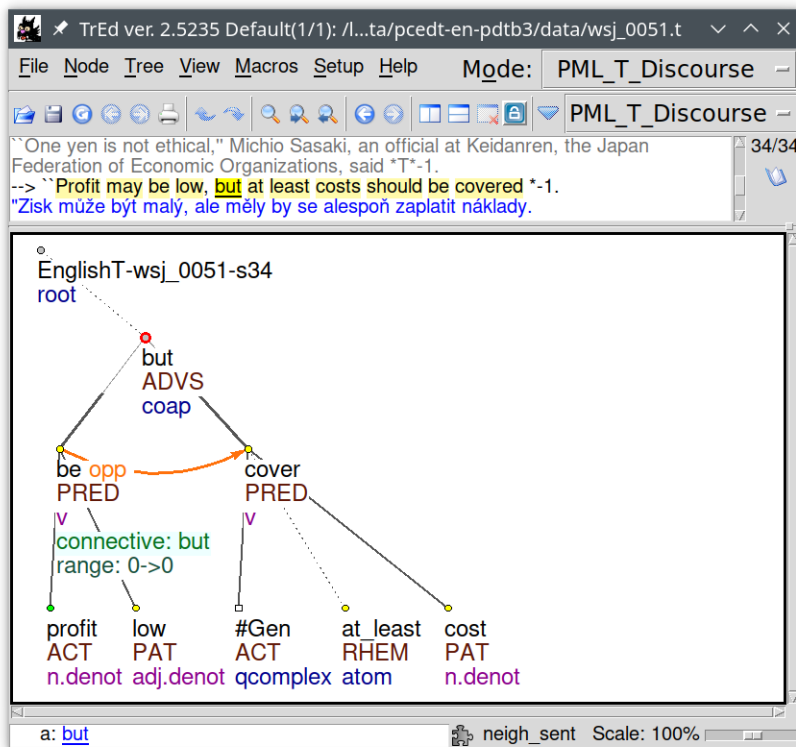 TrEd ver. 2.5235 Default(1/1): /l...ta/pcedt-en-pdtb3/data/wsj_0051.t
File Node Tree View Macros Setup Help Mode: PML_T_Discourse
PML_T_Discourse
``One yen is not ethical,'' Michio Sasaki, an official at Keidanren, the Japan
Federation of Economic Organizations, said *T*-1.
--> ``Profit may be low, but at least costs should be covered *-1.
"Zisk může být malý, ale měly by se alespoň zaplatit náklady.
34/34
EnglishT-wsj_0051-s34
root
but
ADVS
coap
be opp cover
PRED PRED
v v
connective: but
range: 0->0
profit low #Gen at_least cost
ACT PAT ACT RHEM PAT
n.denot adj.denot qcomplex atom n.denot
a: but neigh_sent Scale: 100%